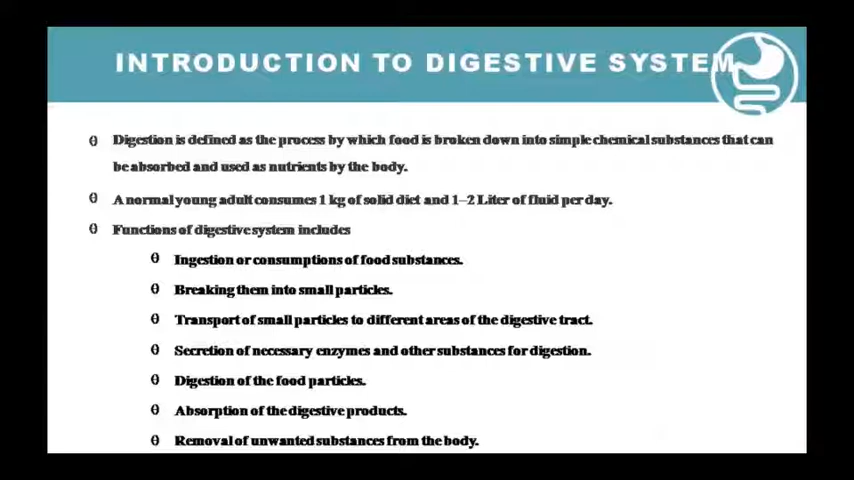 INTRODUCTION TO DIGESTIVE SYSTEM
θ Digestion is defined as the process by which food is broken down into simple chemical substances that can
be absorbed and used as nutrients by the body.
θ A normal young adult consumes 1 kg of solid diet and 1–2 Liter of fluid per day.
θ Functions of digestive system includes
θ Ingestion or consumptions of food substances.
θ Breaking them into small particles.
θ Transport of small particles to different areas of the digestive tract.
θ Secretion of necessary enzymes and other substances for digestion.
θ Digestion of the food particles.
θ Absorption of the digestive products.
θ Removal of unwanted substances from the body.